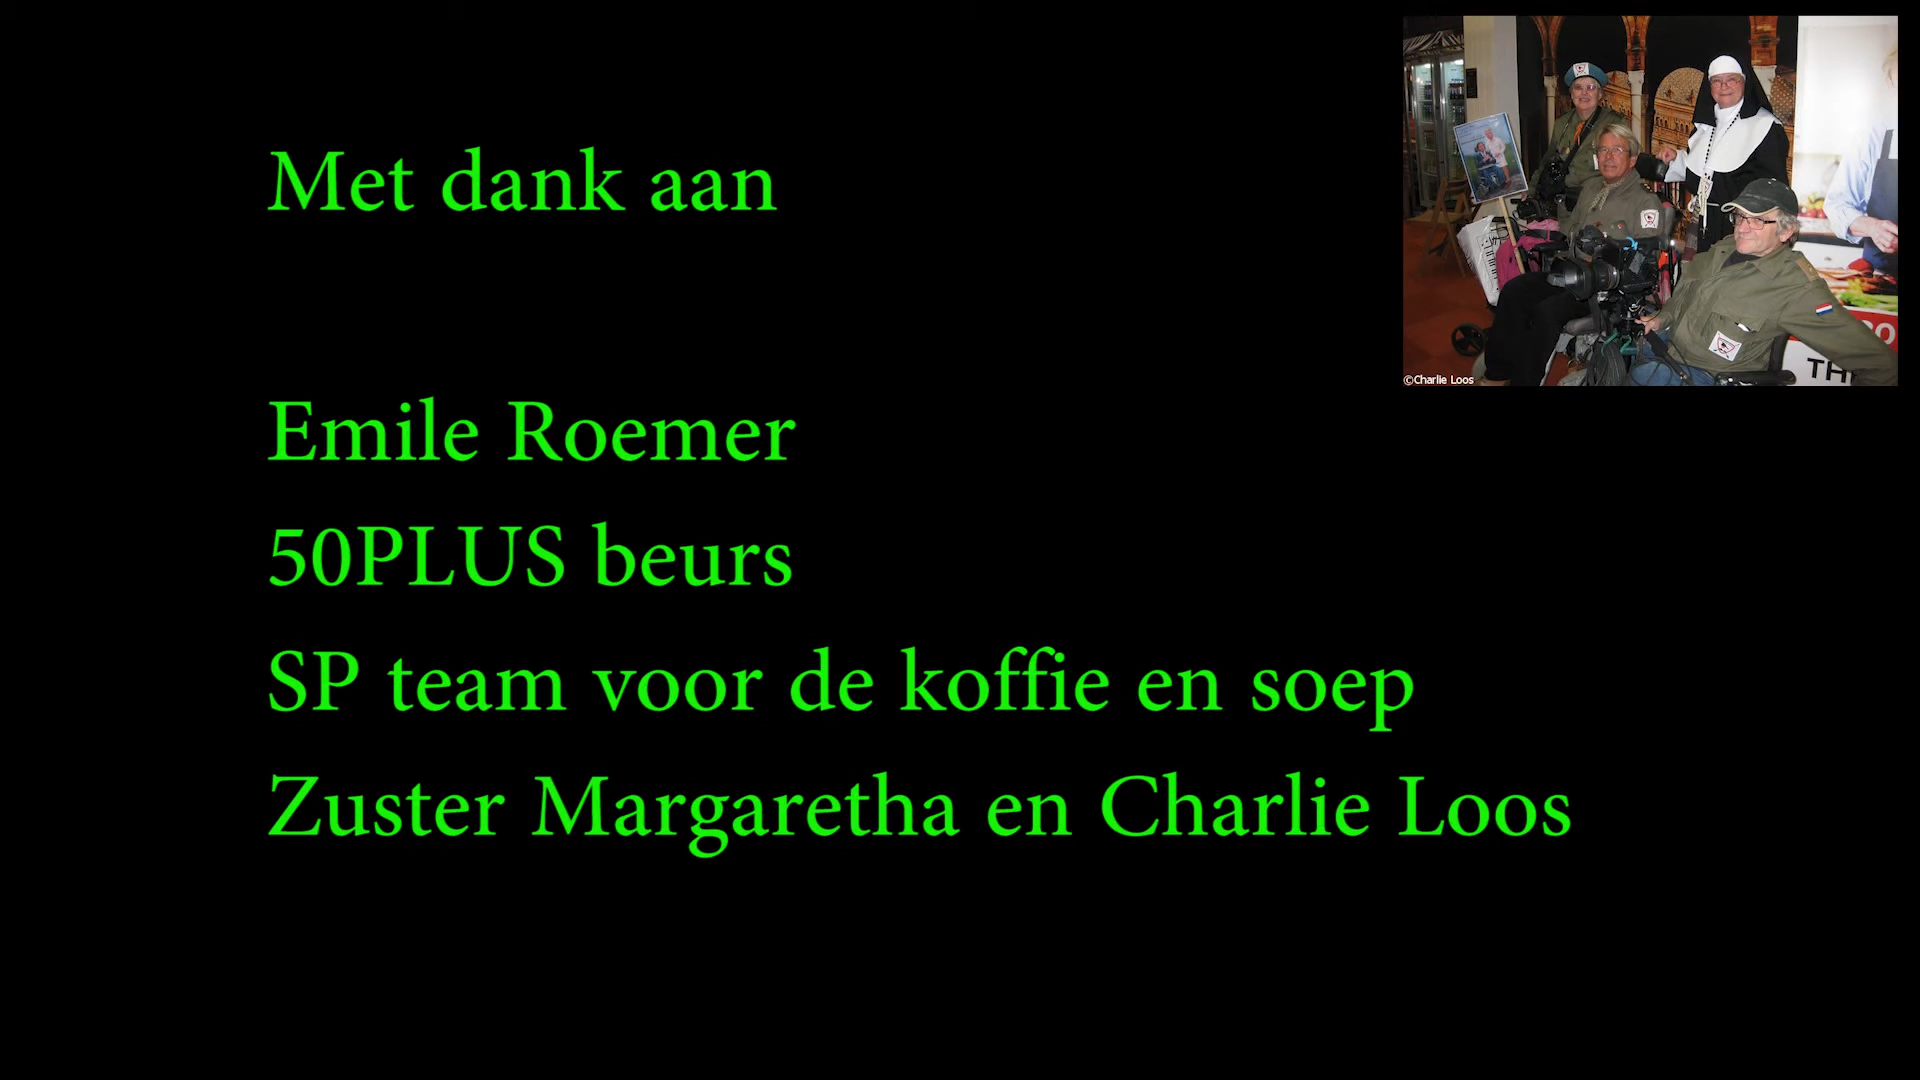 Met dank aan
Emile Roemer
50PLUS beurs
SP team voor de koffie en soep
Zuster Margaretha en Charlie Loos
©Charlie Loos
TH